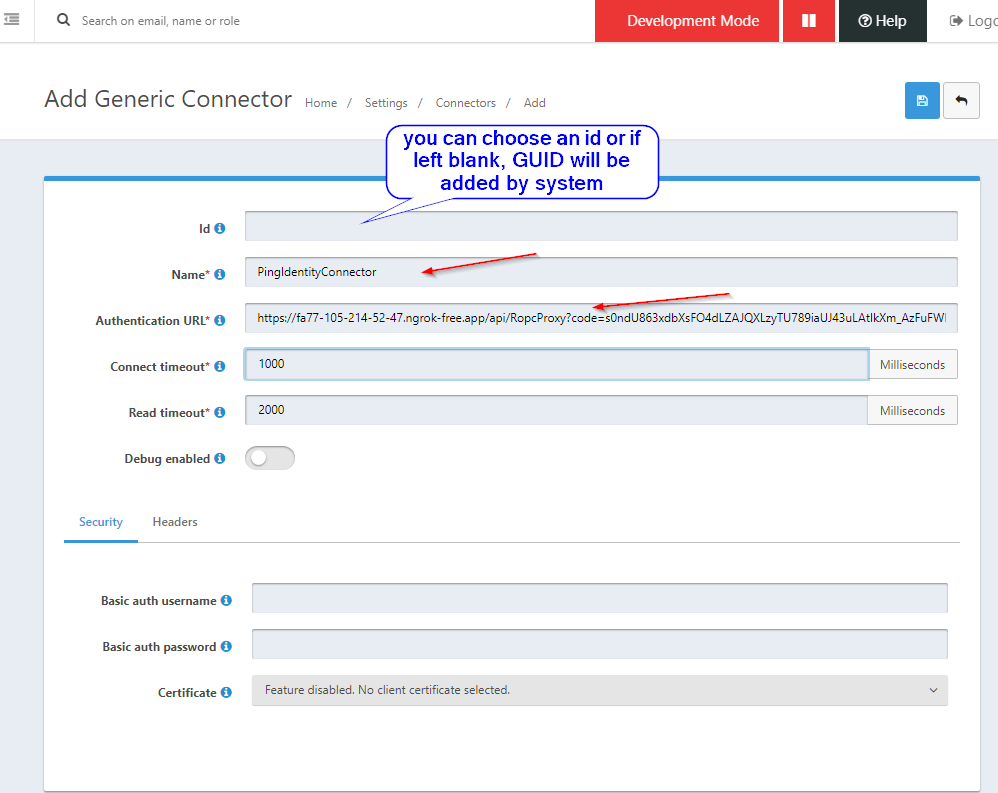 Search on email, name or role
Development Mode
Help
Logo
Add Generic Connector
Home / Settings / Connectors / Add
you can choose an id or if
left blank, GUID will be
added by system
Id
Name*
PingIdentityConnector
Authentication URL*
https://fa77-105-214-52-47.ngrok-free.app/api/RopcProxy?code=s0ndU863xdbXsFO4dLZAJQXLzyTU789iaUJ43uLAtIkXm_AzFuFW
Connect timeout*
1000
Milliseconds
Read timeout*
2000
Milliseconds
Debug enabled
Security
Headers
Basic auth username
Basic auth password
Certificate
Feature disabled. No client certificate selected.